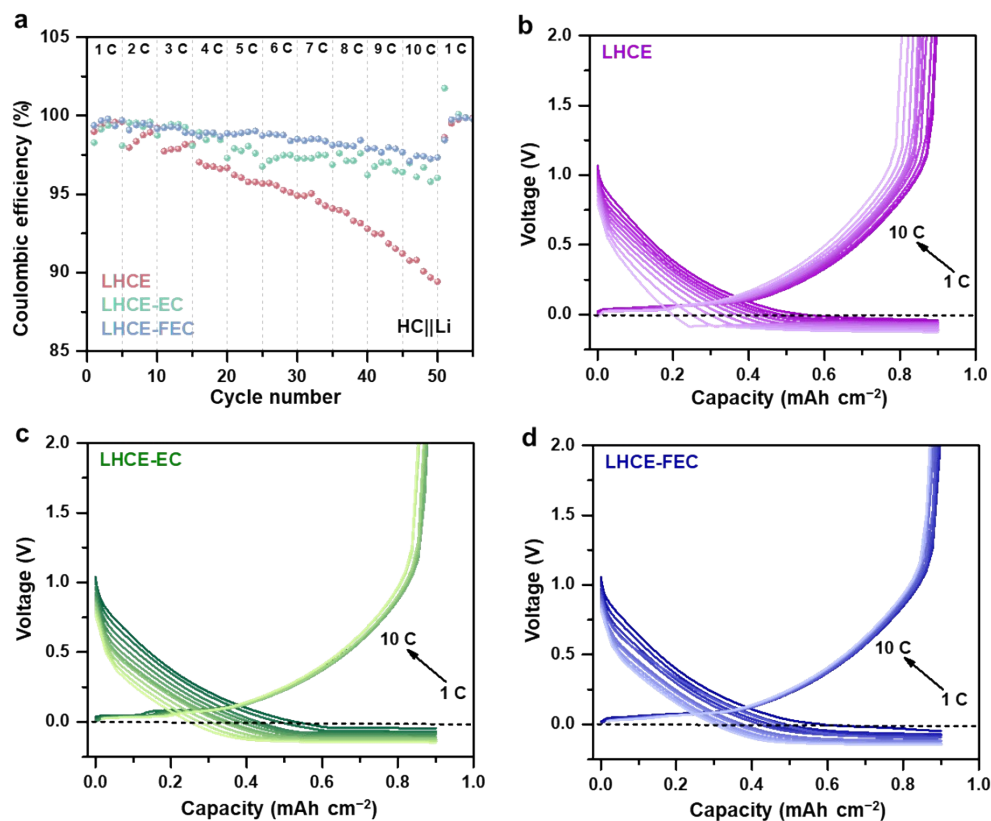 a
105
100
95
90
85
Coulombic efficiency (%)
1 C 2 C 3 C 4 C 5 C 6 C 7 C 8 C 9 C 10 C 1 C
LHCE
LHCE-EC
LHCE-FEC
HC||Li
0 10 20 30 40 50
Cycle number
b
2.0
1.5
1.0
0.5
0.0
Voltage (V)
LHCE
10 C
1 C
0.0 0.2 0.4 0.6 0.8 1.0
Capacity (mAh cm⁻²)
c
2.0
1.5
1.0
0.5
0.0
Voltage (V)
LHCE-EC
10 C
1 C
0.0 0.2 0.4 0.6 0.8 1.0
Capacity (mAh cm⁻²)
d
2.0
1.5
1.0
0.5
0.0
Voltage (V)
LHCE-FEC
10 C
1 C
0.0 0.2 0.4 0.6 0.8 1.0
Capacity (mAh cm⁻²)